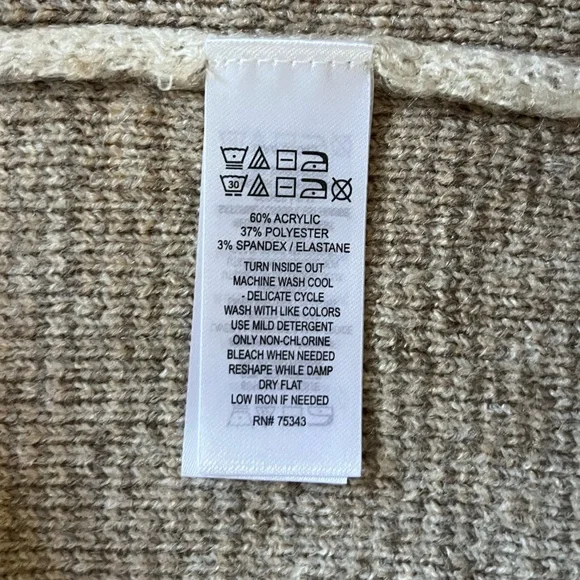 30
60% ACRYLIC
37% POLYESTER
3% SPANDEX / ELASTANE
TURN INSIDE OUT
MACHINE WASH COOL
- DELICATE CYCLE
WASH WITH LIKE COLORS
USE MILD DETERGENT
ONLY NON-CHLORINE
BLEACH WHEN NEEDED
RESHAPE WHILE DAMP
DRY FLAT
LOW IRON IF NEEDED
RN# 75343